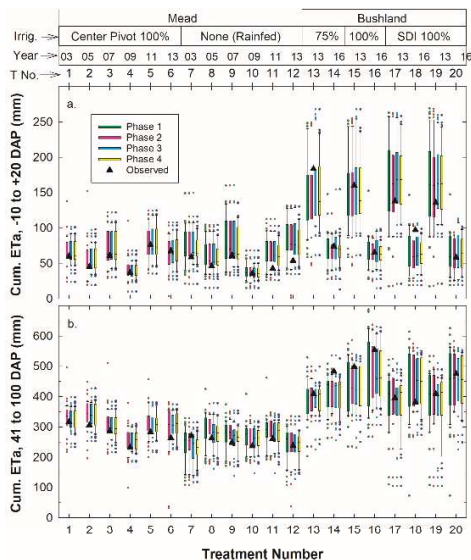 Mead Bushland
Irrig. Center Pivot 100% None (Rainfed) 75% 100% SDI 100%
Year 03 05 07 09 11 13 03 05 07 09 11 13 13 16 13 16 13 16 13 16
T No. 1 2 3 4 5 6 7 8 9 10 11 12 13 14 15 16 17 18 19 20
a.
Phase 1
Phase 2
Phase 3
Phase 4
Observed
Cum. ETa, -10 to +20 DAP (mm)
250
200
150
100
50
0
b.
Cum. ETa, 41 to 100 DAP (mm)
600
500
400
300
200
100
0
1 2 3 4 5 6 7 8 9 10 11 12 13 14 15 16 17 18 19 20
Treatment Number